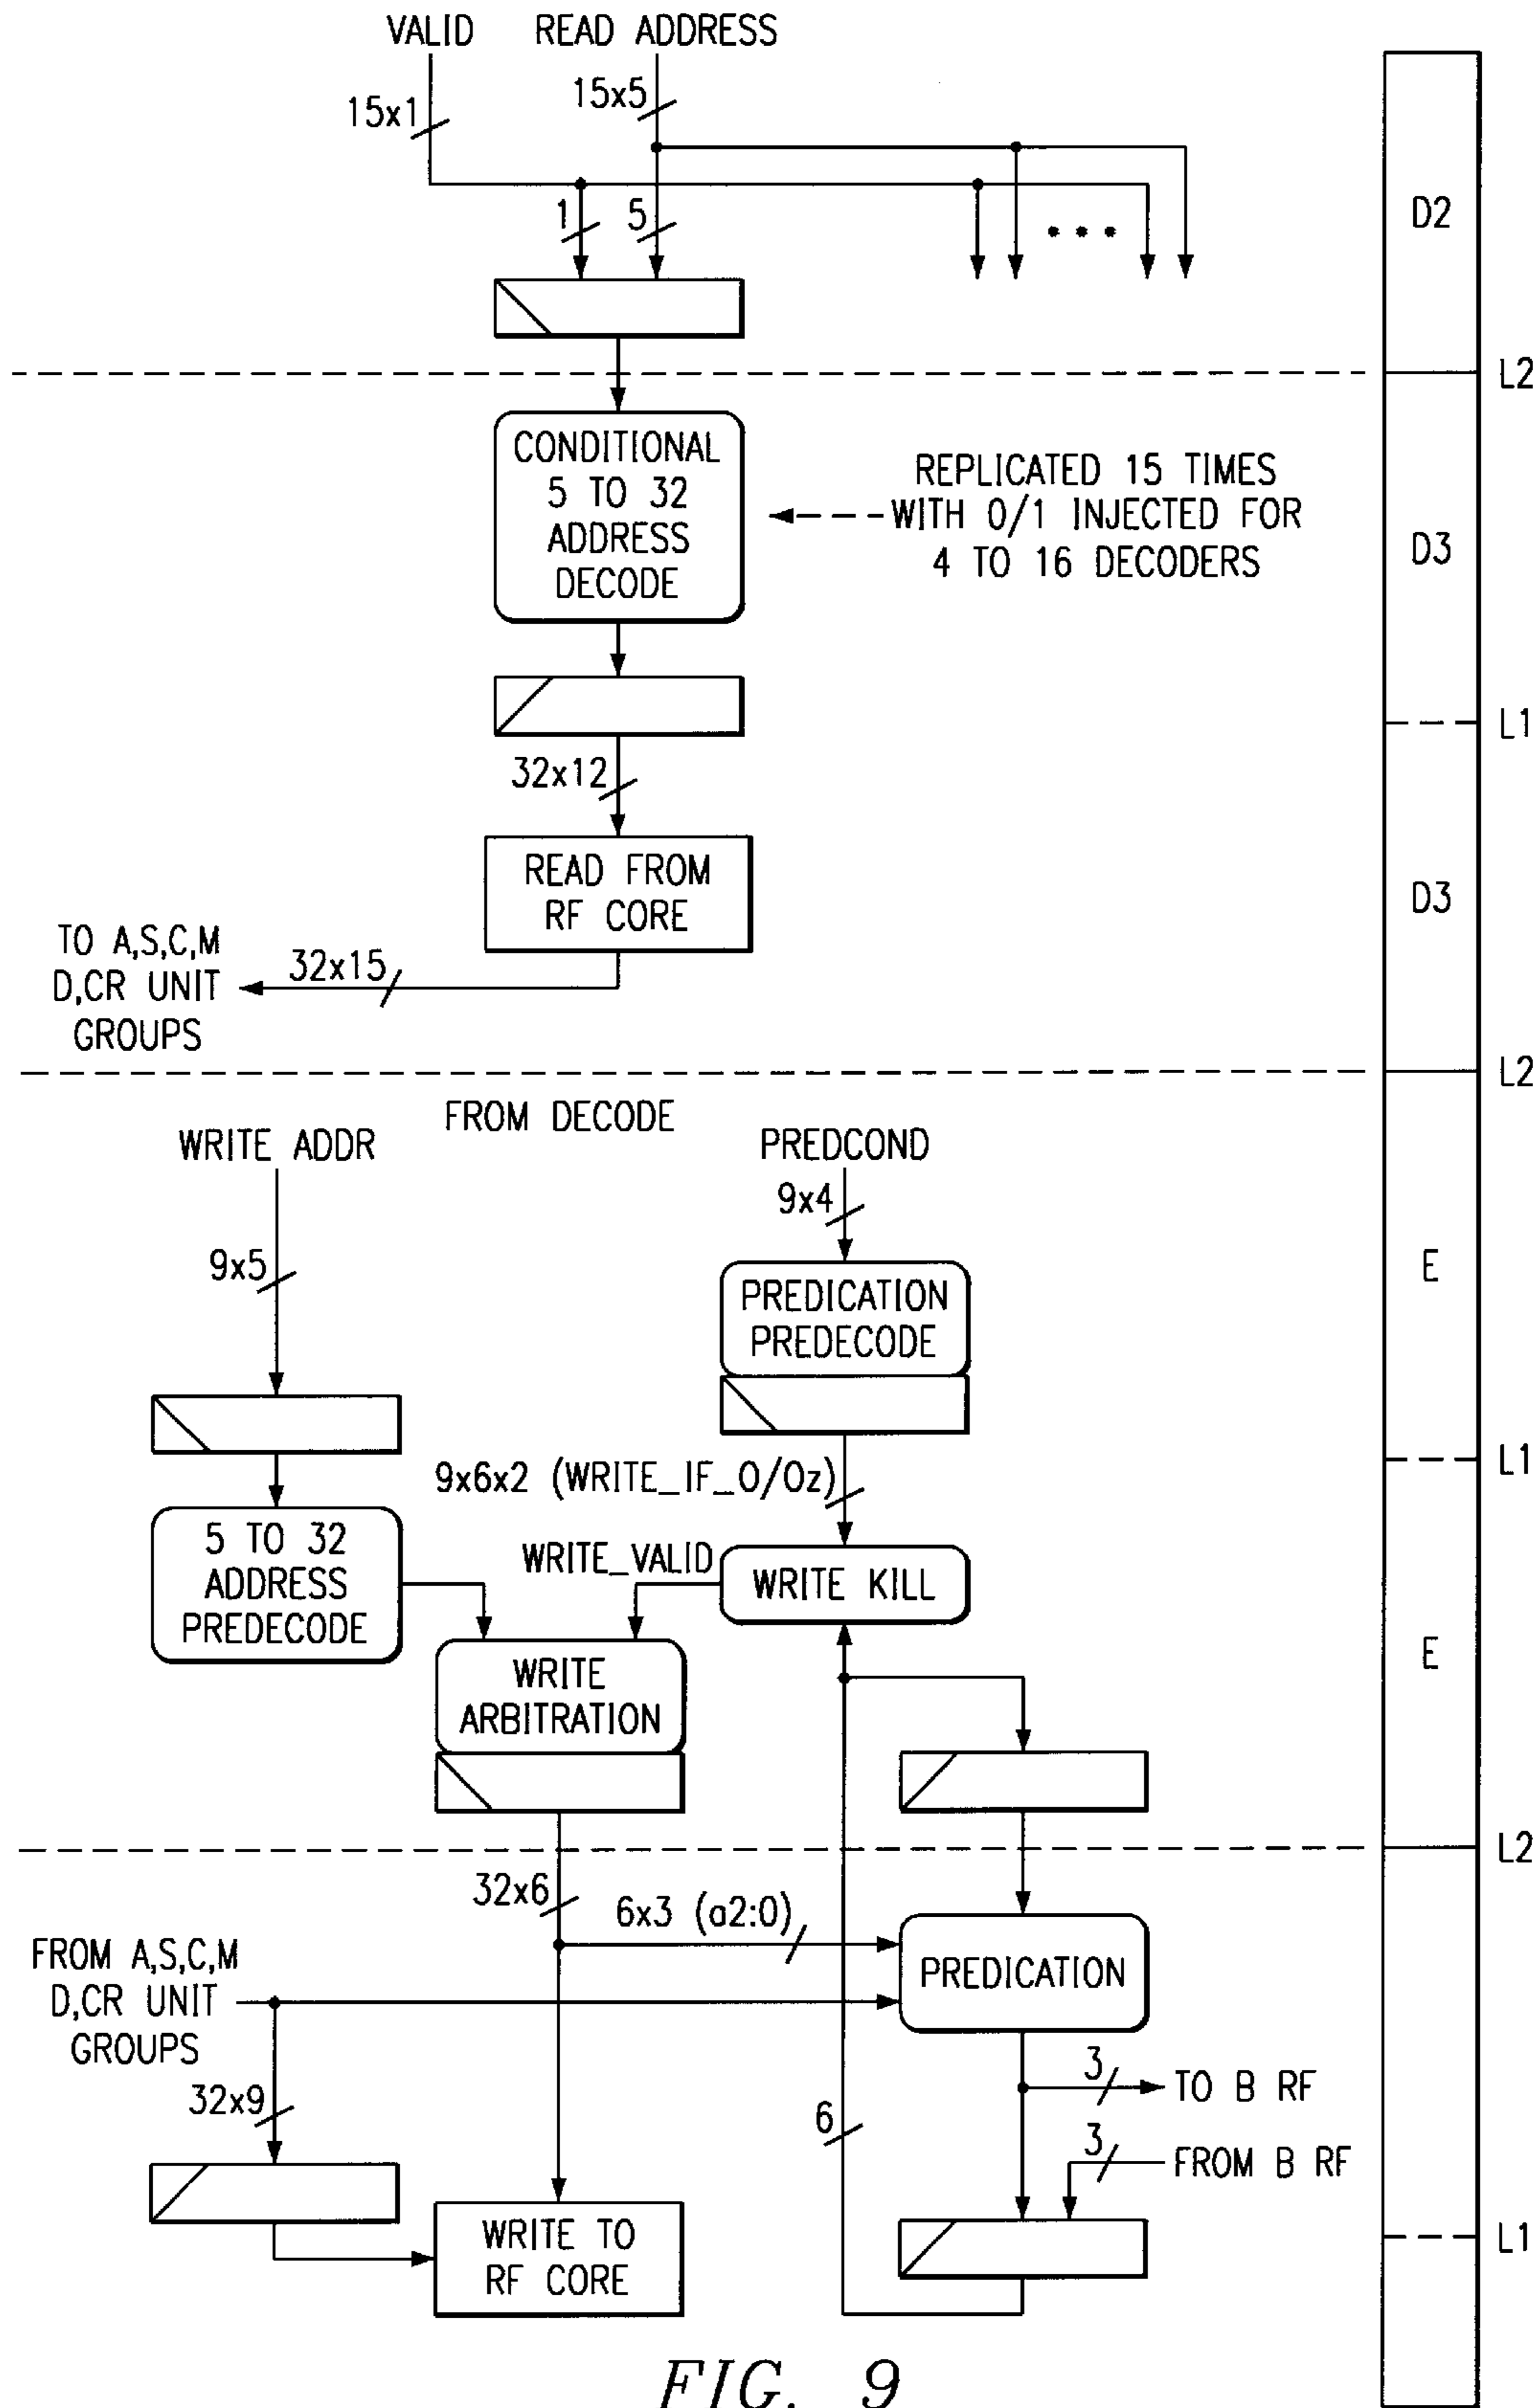 VALID READ ADDRESS
15x1
15x5
1
5
D2
L2
CONDITIONAL
5 TO 32
ADDRESS
DECODE
REPLICATED 15 TIMES
WITH 0/1 INJECTED FOR
4 TO 16 DECODERS
D3
L1
32x12
READ FROM
RF CORE
D3
TO A,S,C,M
D,CR UNIT
GROUPS
32x15
L2
FROM DECODE
WRITE ADDR
PREDCOND
9x4
9x5
PREDICATION
PREDECODE
E
L1
9x6x2 (WRITE_IF_0/0z)
5 TO 32
ADDRESS
PREDECODE
WRITE_VALID
WRITE KILL
WRITE
ARBITRATION
E
L2
32x6
6x3 (a2:0)
FROM A,S,C,M
D,CR UNIT
GROUPS
PREDICATION
32x9
6
3
TO B RF
3
FROM B RF
WRITE TO
RF CORE
L1
FIG. 9